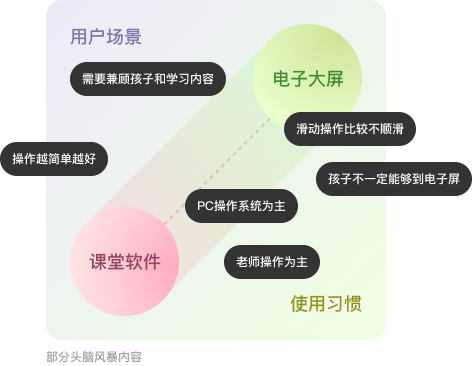 用户场景
需要兼顾孩子和学习内容
电子大屏
滑动操作比较不顺滑
操作越简单越好
孩子不一定能够到电子屏
PC操作系统为主
课堂软件
老师操作为主
使用习惯
部分头脑风暴内容